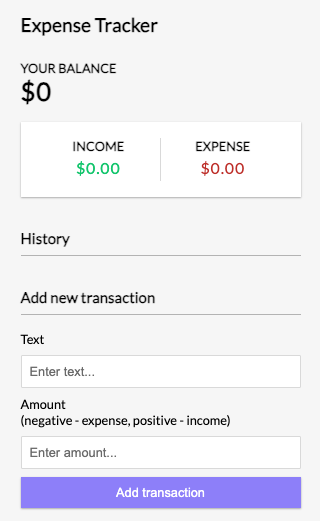 Expense Tracker
YOUR BALANCE
$0
INCOME EXPENSE
$0.00 $0.00
History
Add new transaction
Text
Enter text...
Amount
(negative - expense, positive - income)
Enter amount...
Add transaction